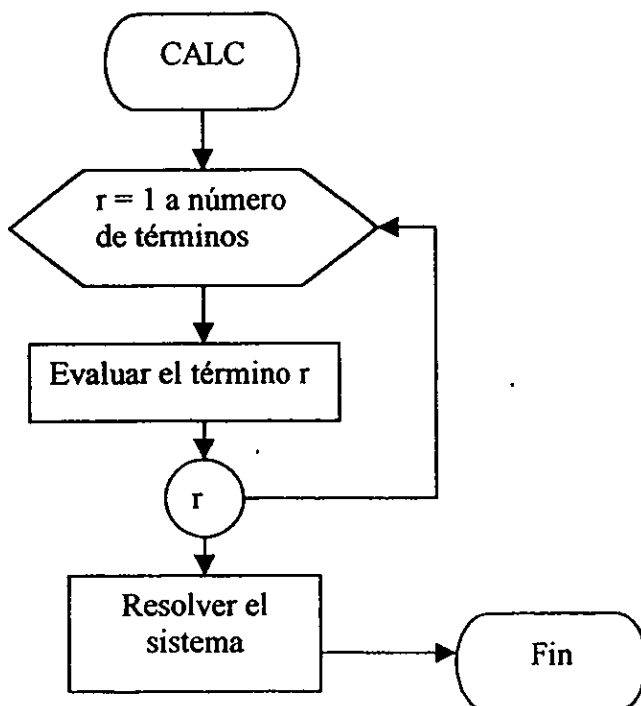 CALC
r = 1 a número
de términos
Evaluar el término r
r
Resolver el
sistema
Fin